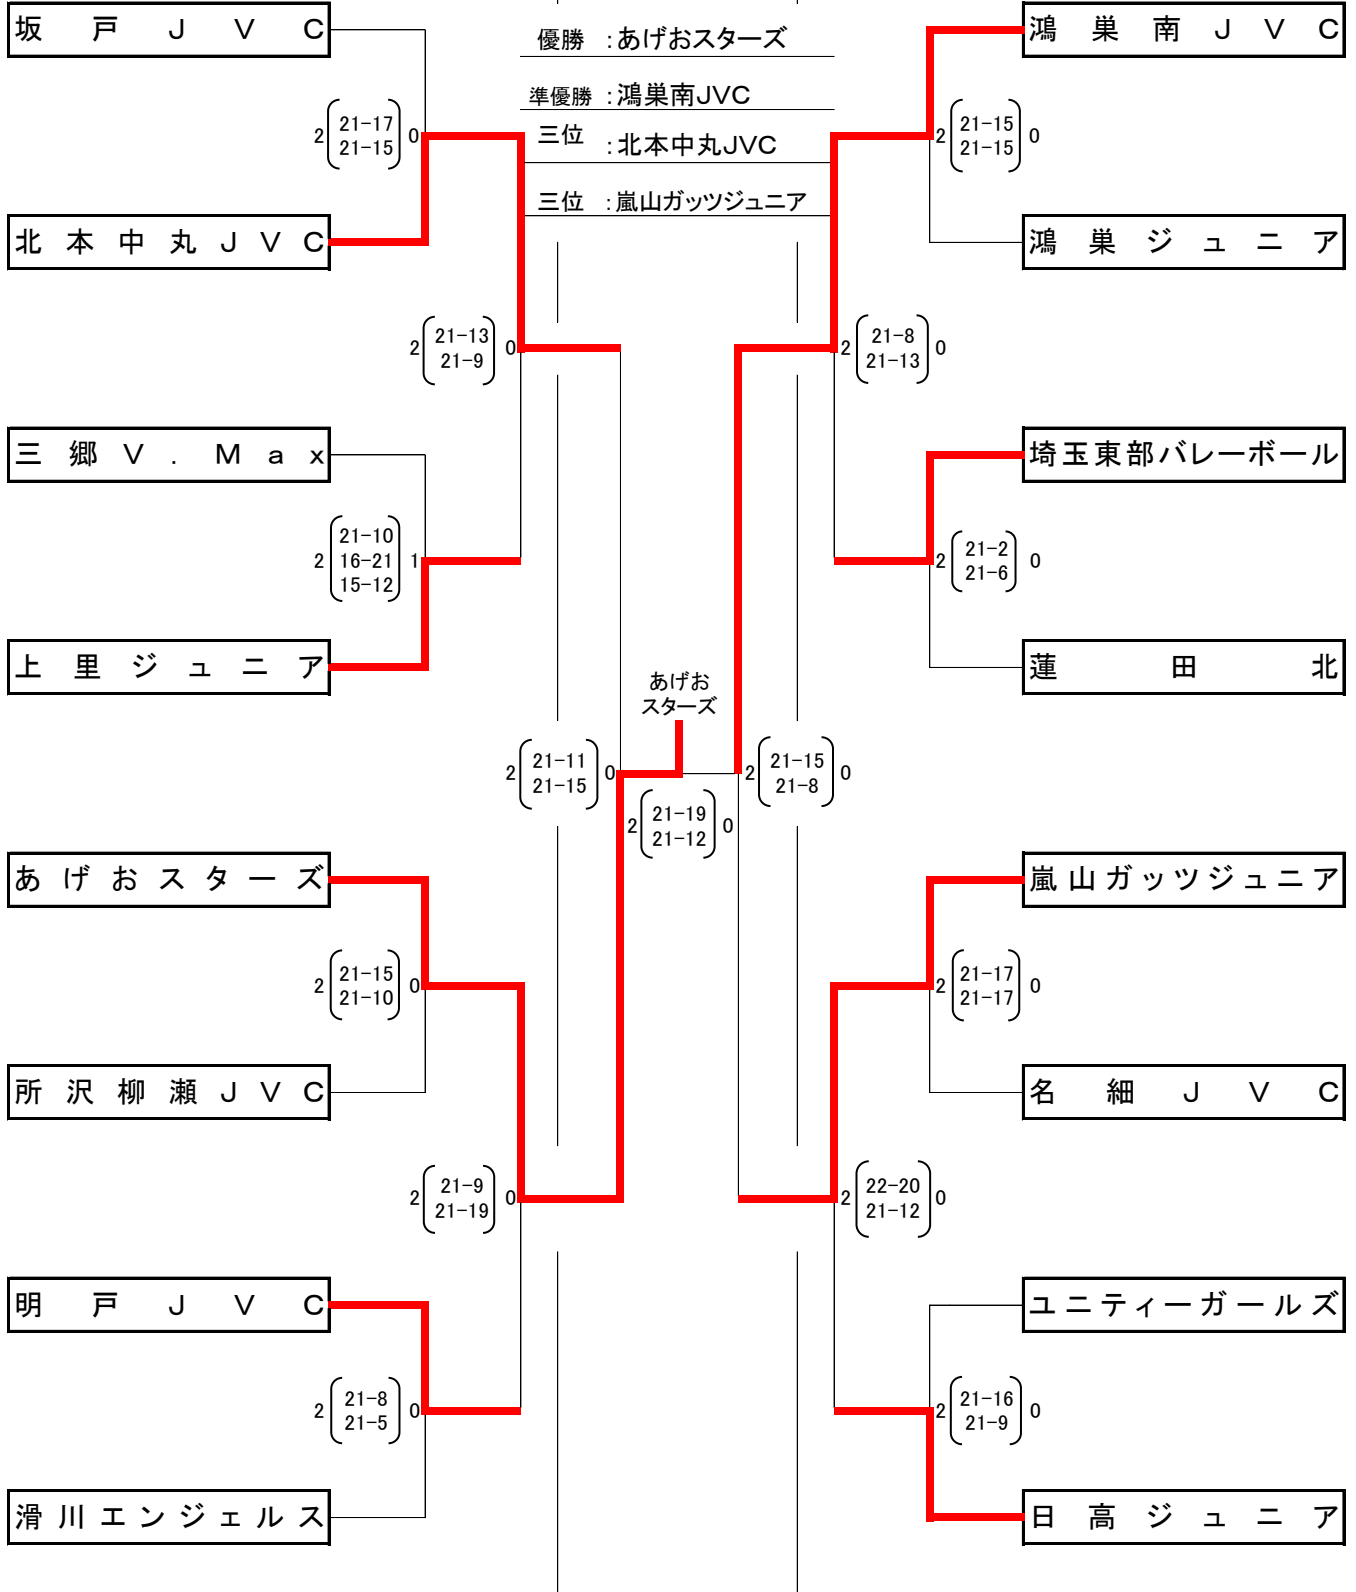 坂戸JVC
優勝 ：あげおスターズ
鴻巣南JVC
準優勝 ：鴻巣南JVC
2 21-17 0
21-15
三位 ：北本中丸JVC
2 21-15 0
21-15
三位 ：嵐山ガッツジュニア
北本中丸JVC
鴻巣ジュニア
2 21-13 0
21-9
2 21-8 0
21-13
三郷V.Max
埼玉東部バレーボール
2 21-10 1
16-21
15-12
2 21-2 0
21-6
上里ジュニア
蓮田北
あげお
スターズ
2 21-11 0
21-15
2 21-15 0
21-8
2 21-19 0
21-12
あげおスターズ
嵐山ガッツジュニア
2 21-15 0
21-10
2 21-17 0
21-17
所沢柳瀬JVC
名細JVC
2 21-9 0
21-19
2 22-20 0
21-12
明戸JVC
ユニティーガールズ
2 21-8 0
21-5
2 21-16 0
21-9
滑川エンジェルス
日高ジュニア